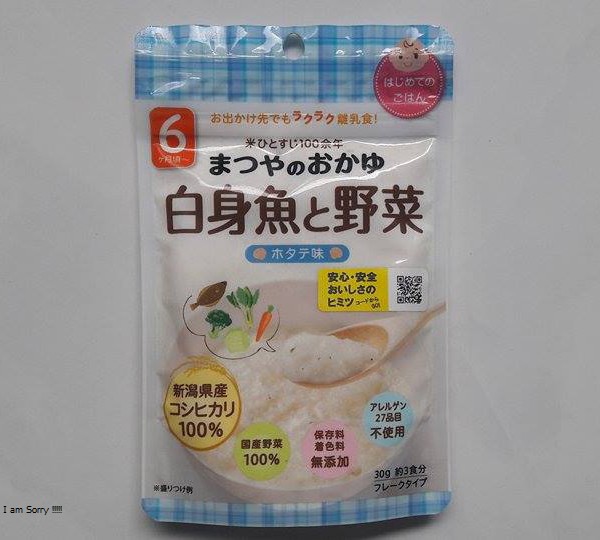 はじめての
ごはん
お出かけ先でもラクラク離乳食!
6
ヶ月頃～
米ひとすじ100余年
まつやのおかゆ
白身魚と野菜
ホタテ味
安心・安全
おいしさの
ヒミツ コードから
GO!
新潟県産
コシヒカリ
100%
アレルゲン
27品目
不使用
国産野菜
100%
保存料
着色料
無添加
30g 約3食分
フレークタイプ
※盛りつけ例
I am Sorry !!!!!